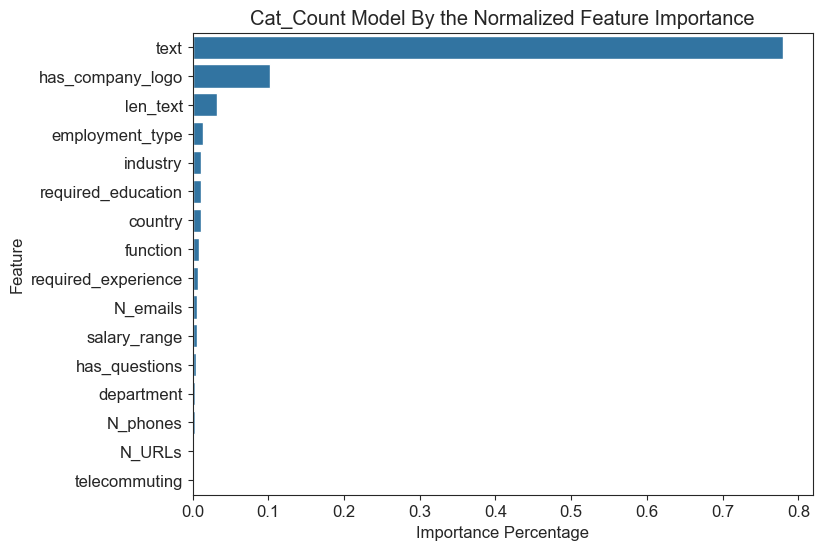 Cat_Count Model By the Normalized Feature Importance
text
has_company_logo
len_text
employment_type
industry
required_education
country
function
required_experience
N_emails
salary_range
has_questions
department
N_phones
N_URLs
telecommuting
Feature
0.0 0.1 0.2 0.3 0.4 0.5 0.6 0.7 0.8
Importance Percentage